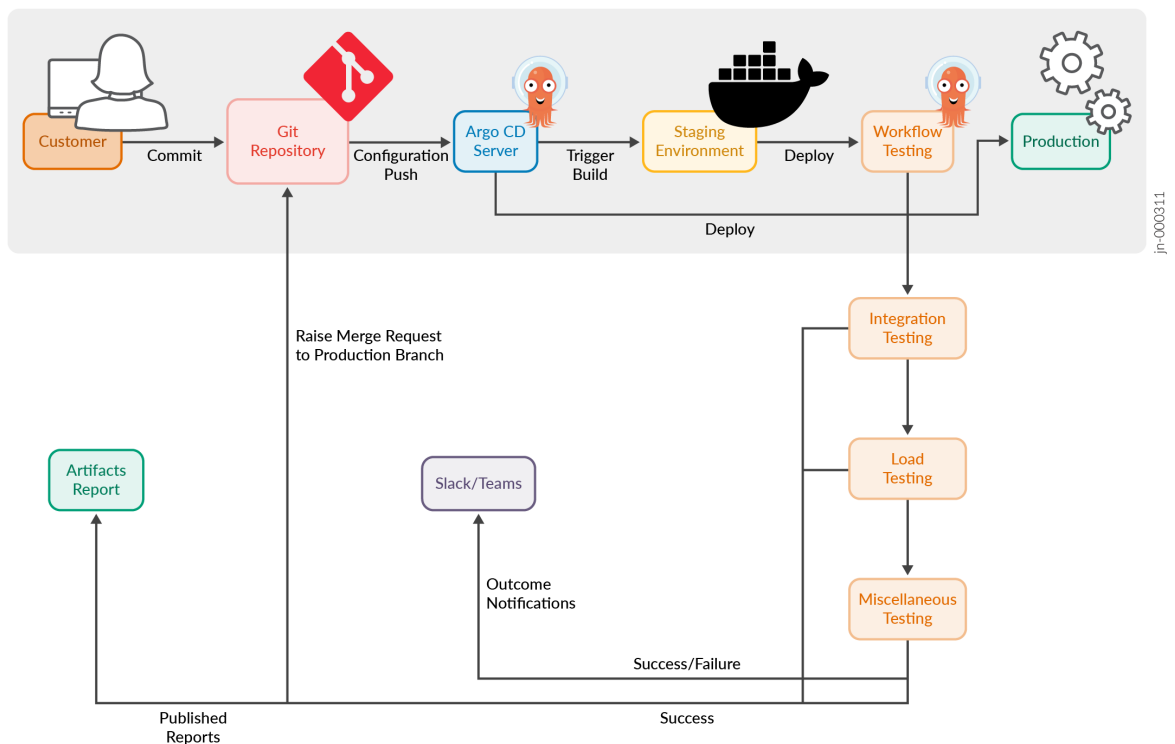 Customer
Commit
Git
Repository
Configuration
Push
Argo CD
Server
Trigger
Build
Staging
Environment
Deploy
Workflow
Testing
Production
Deploy
jn-000311
Integration
Testing
Raise Merge Request
to Production Branch
Load
Testing
Artifacts
Report
Slack/Teams
Outcome
Notifications
Miscellaneous
Testing
Success/Failure
Published
Reports
Success